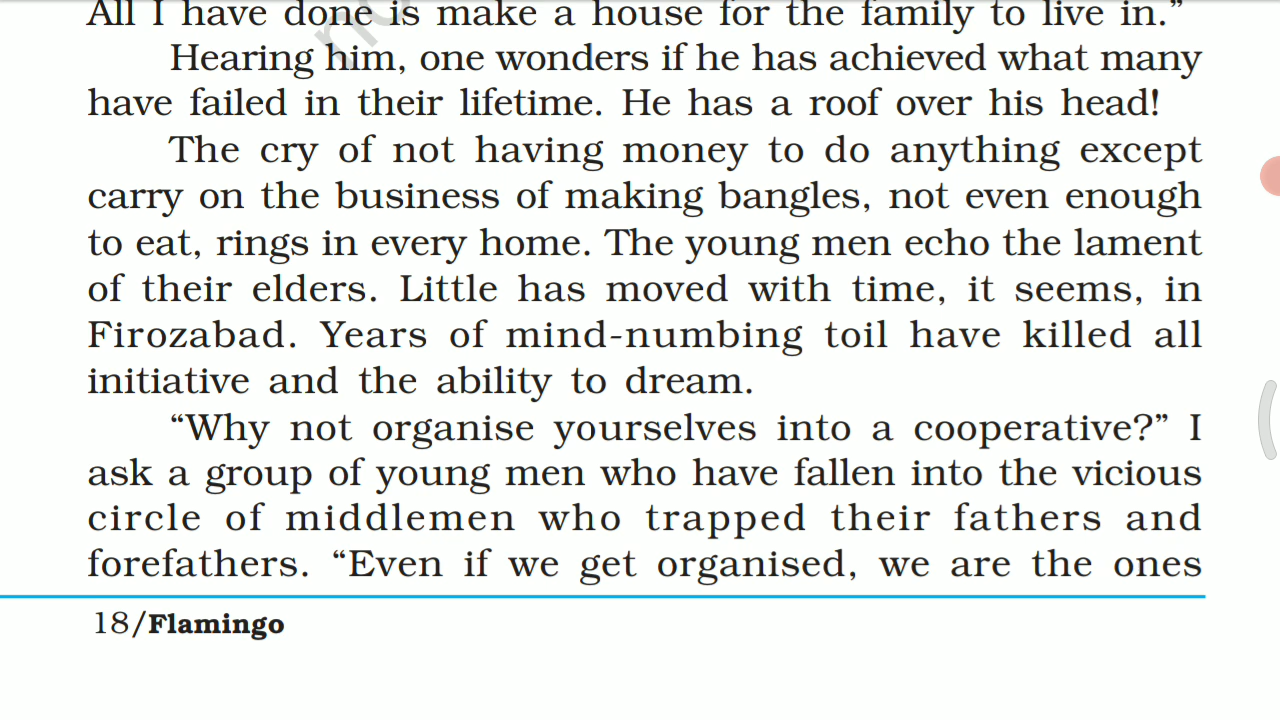 All I have done is make a house for the family to live in.”
Hearing him, one wonders if he has achieved what many
have failed in their lifetime. He has a roof over his head!
The cry of not having money to do anything except
carry on the business of making bangles, not even enough
to eat, rings in every home. The young men echo the lament
of their elders. Little has moved with time, it seems, in
Firozabad. Years of mind-numbing toil have killed all
initiative and the ability to dream.
“Why not organise yourselves into a cooperative?” I
ask a group of young men who have fallen into the vicious
circle of middlemen who trapped their fathers and
forefathers. “Even if we get organised, we are the ones
18/Flamingo